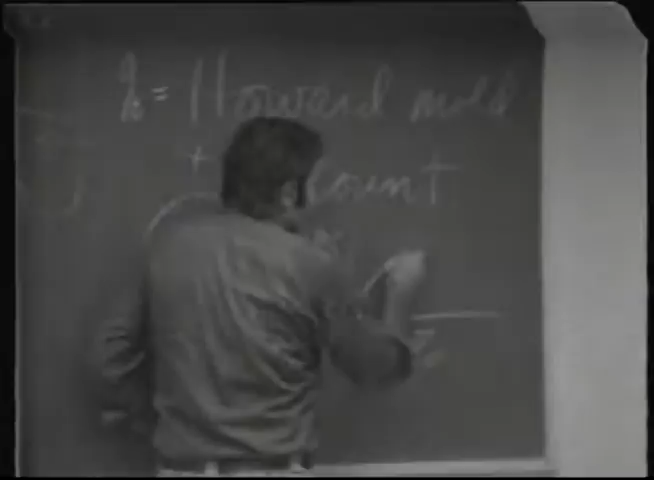 % = Howard mold
+ count